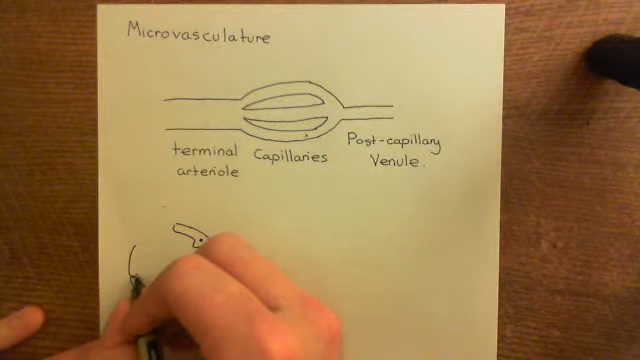 Microvasculature
terminal
arteriole
Capillaries
Post-capillary
Venule.